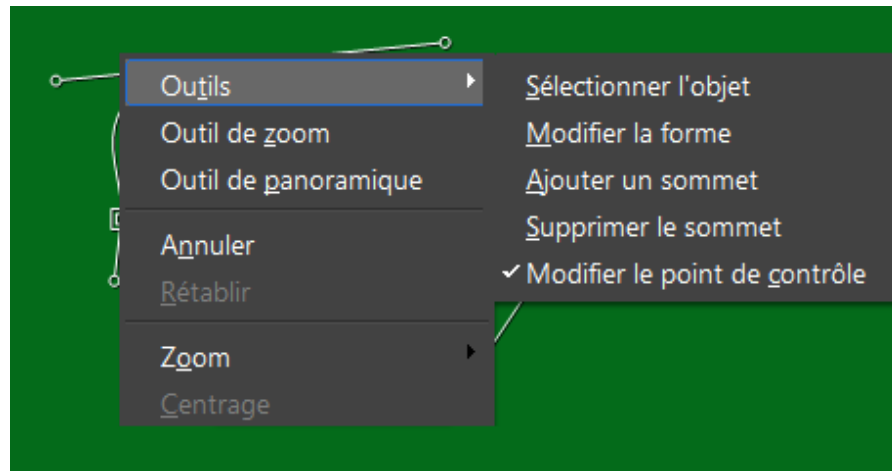 Outils
Outil de zoom
Outil de panoramique
Annuler
Rétablir
Zoom
Centrage
Sélectionner l'objet
Modifier la forme
Ajouter un sommet
Supprimer le sommet
Modifier le point de contrôle